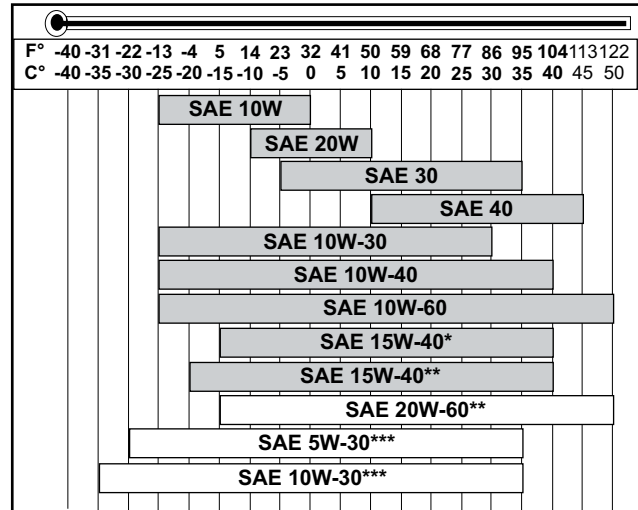 F° -40 -31 -22 -13 -4 5 14 23 32 41 50 59 68 77 86 95 104 113 122
C° -40 -35 -30 -25 -20 -15 -10 -5 0 5 10 15 20 25 30 35 40 45 50
SAE 10W
SAE 20W
SAE 30
SAE 40
SAE 10W-30
SAE 10W-40
SAE 10W-60
SAE 15W-40*
SAE 15W-40**
SAE 20W-60**
SAE 5W-30***
SAE 10W-30***